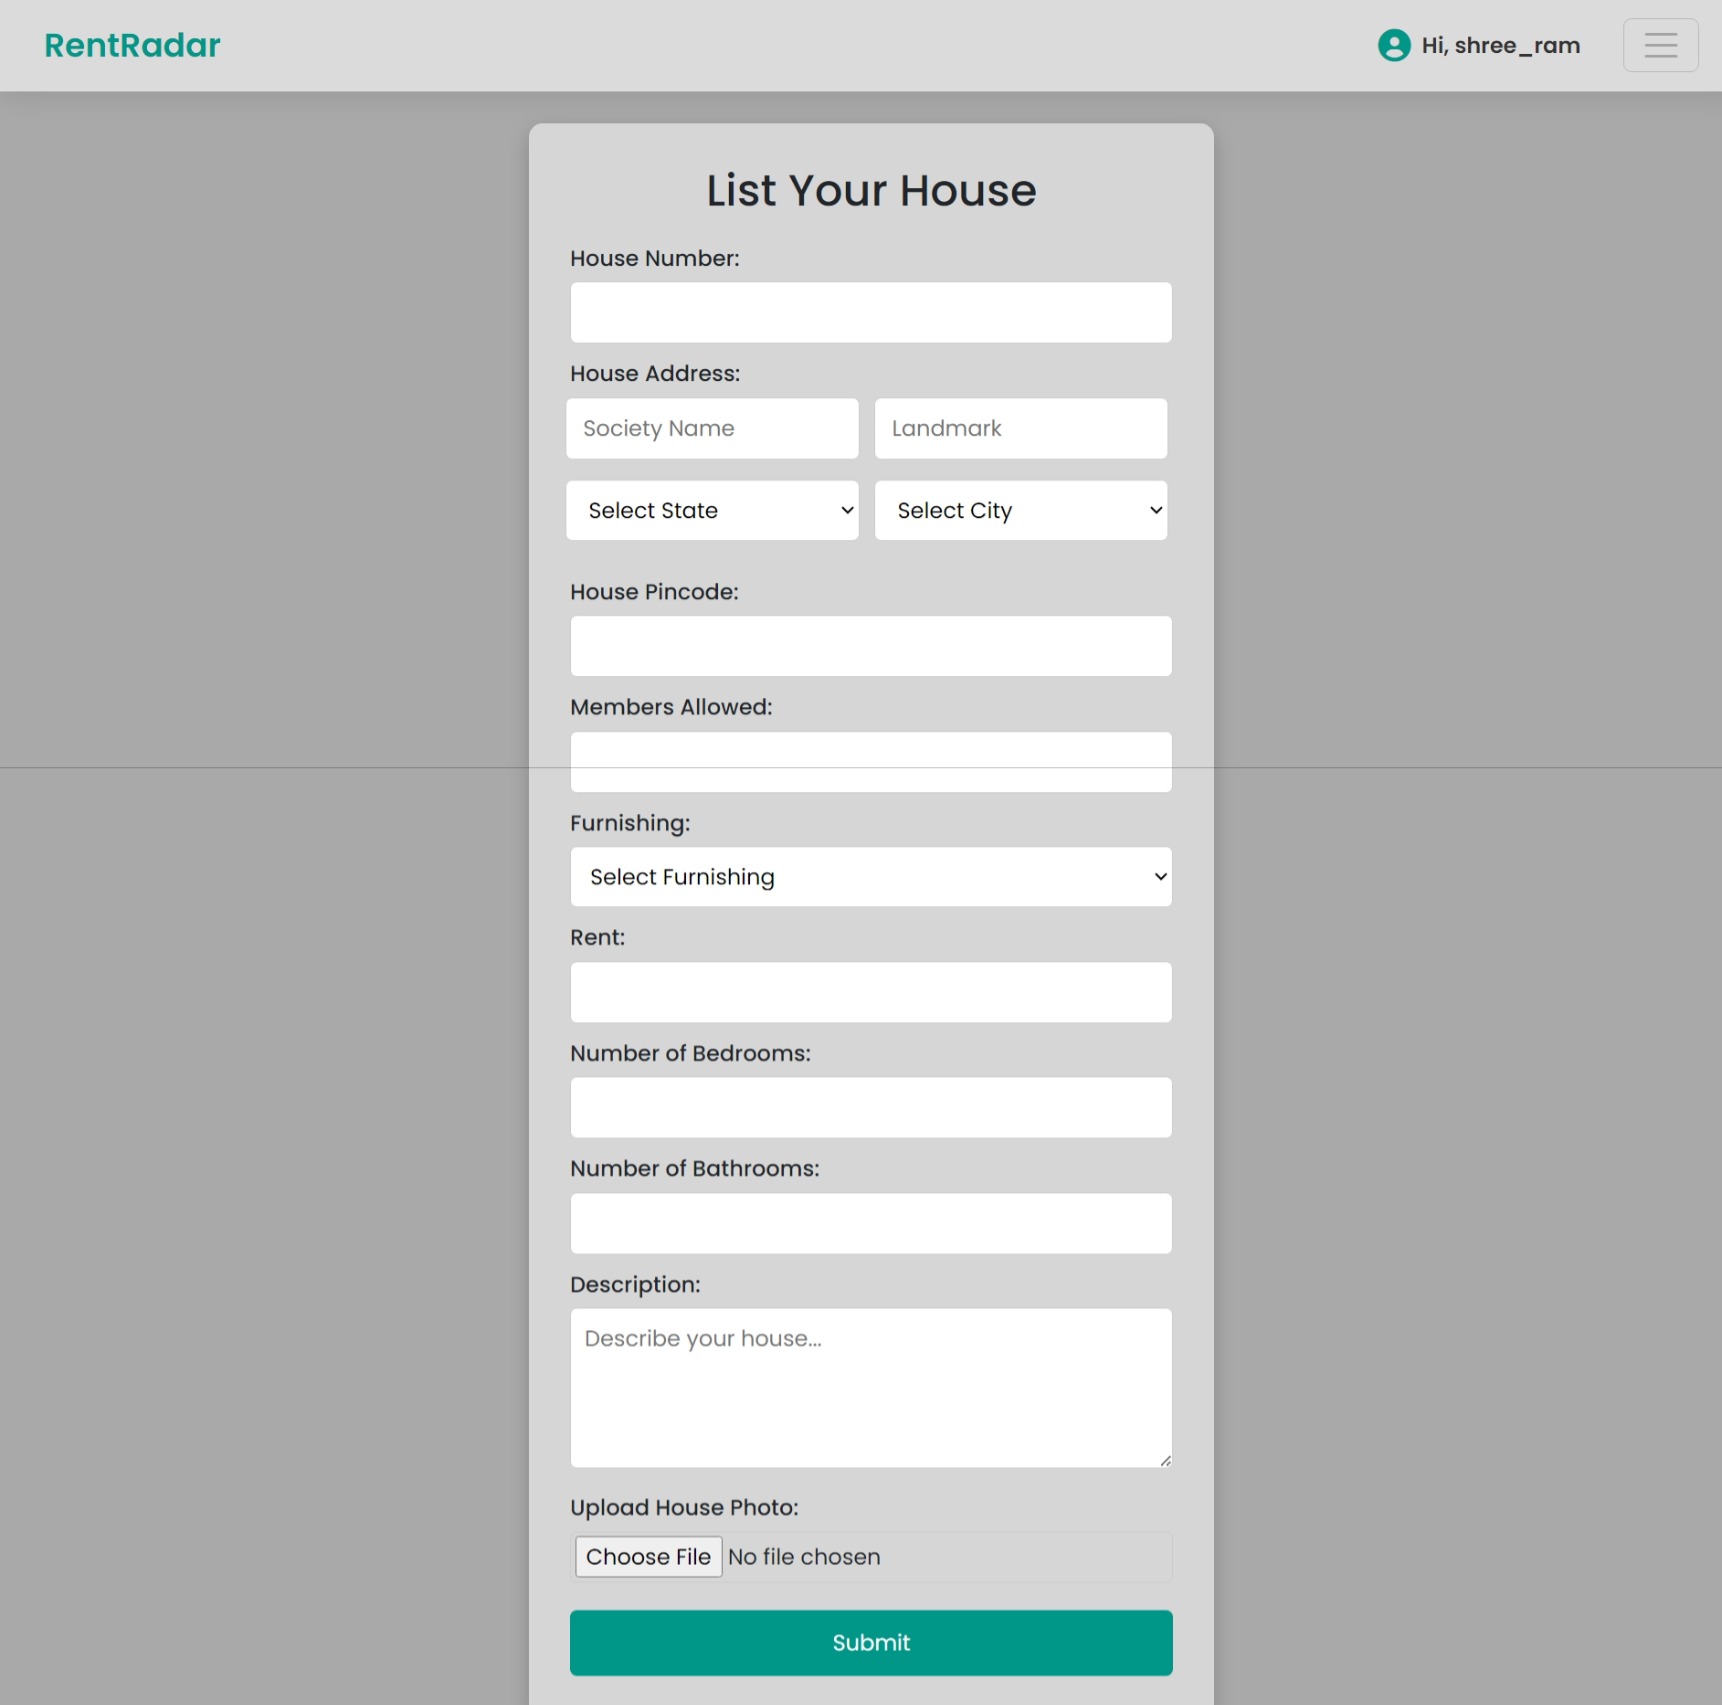 RentRadar
Hi, shree_ram
List Your House
House Number:
House Address:
Society Name
Landmark
Select State
Select City
House Pincode:
Members Allowed:
Furnishing:
Select Furnishing
Rent:
Number of Bedrooms:
Number of Bathrooms:
Description:
Describe your house...
Upload House Photo:
Choose File No file chosen
Submit